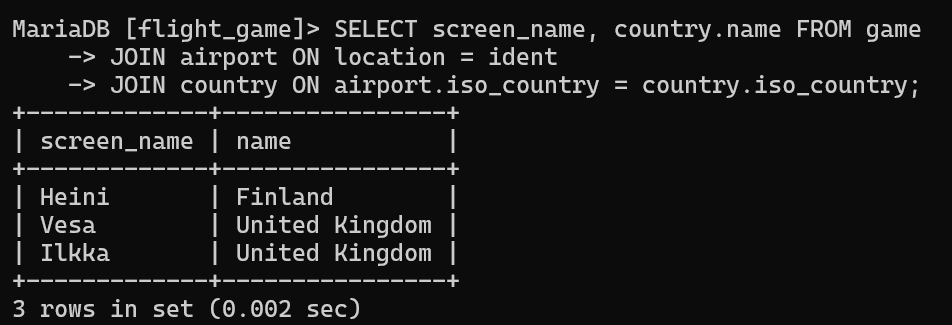 MariaDB [flight_game]> SELECT screen_name, country.name FROM game
    -> JOIN airport ON location = ident
    -> JOIN country ON airport.iso_country = country.iso_country;
+-------------+----------------+
| screen_name | name           |
+-------------+----------------+
| Heini       | Finland        |
| Vesa        | United Kingdom |
| Ilkka       | United Kingdom |
+-------------+----------------+
3 rows in set (0.002 sec)